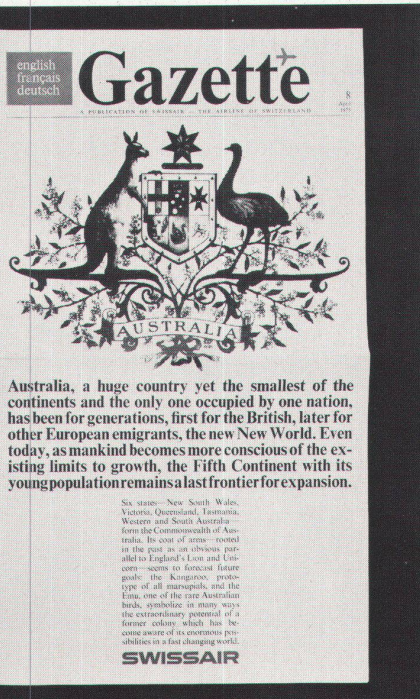 english
français
deutsch
Gazette
A PUBLICATION OF SWISSAIR — THE AIRLINE OF SWITZERLAND
8
April
AUSTRALIA
Australia, a huge country yet the smallest of the
continents and the only one occupied by one nation,
has been for generations, first for the British, later for
other European emigrants, the new New World. Even
today, as mankind becomes more conscious of the ex-
isting limits to growth, the Fifth Continent with its
young population remains a last frontier for expansion.
Six states—New South Wales,
Victoria, Queensland, Tasmania,
Western and South Australia—
form the Commonwealth of Aus-
tralia. Its coat of arms—rooted
in the past as an obvious par-
allel to England's Lion and Uni-
corn—seems to forecast future
goals: the Kangaroo, proto-
type of all marsupials, and the
Emu, one of the rare Australian
birds, symbolize in many ways
the extraordinary potential of a
former colony which has be-
come aware of its enormous pos-
sibilities in a fast changing world.
SWISSAIR